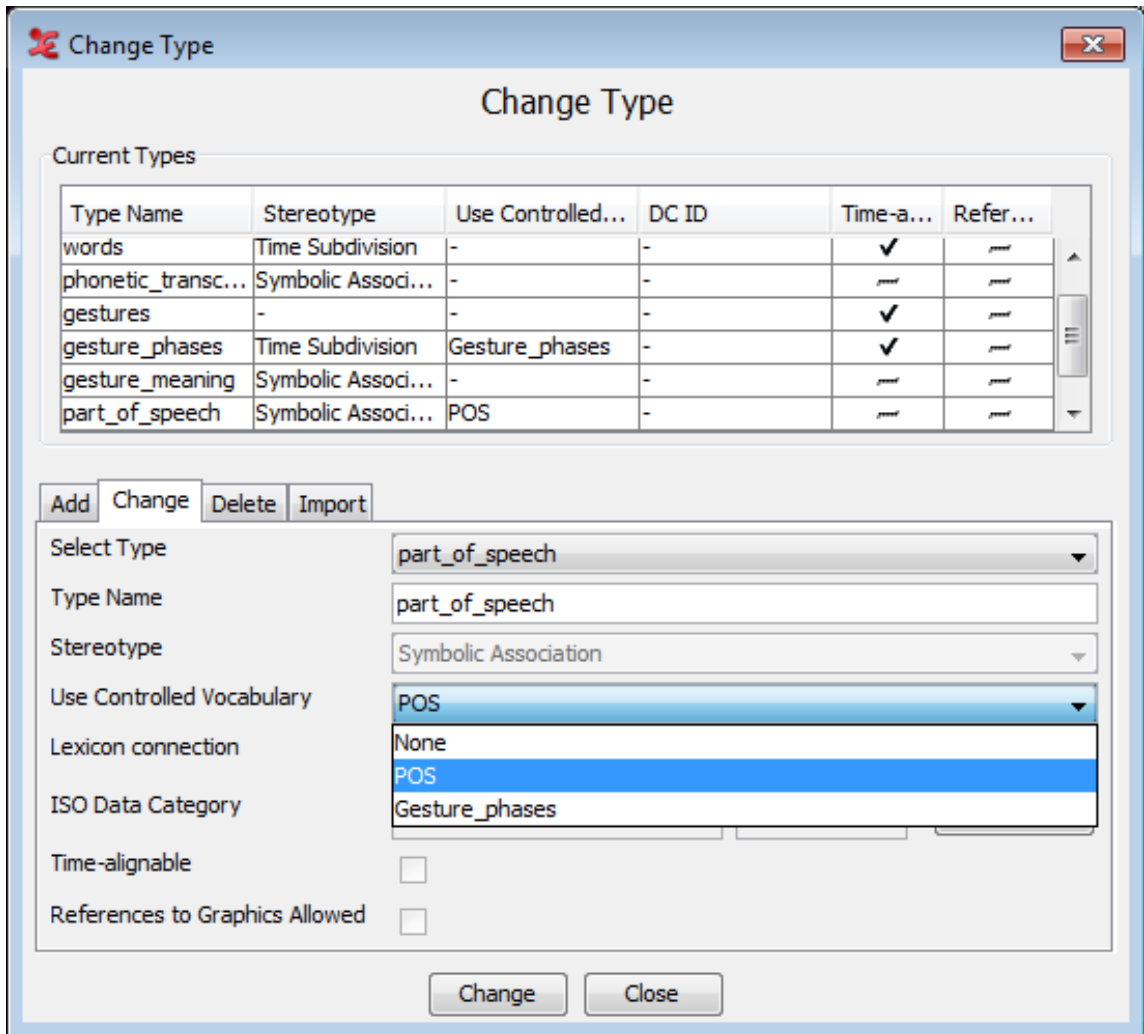 Change Type
Change Type
Current Types
Type Name Stereotype Use Controlled... DC ID Time-a... Refer...
words Time Subdivision - -
phonetic_transc... Symbolic Associ... - -
gestures - - -
gesture_phases Time Subdivision Gesture_phases -
gesture_meaning Symbolic Associ... - -
part_of_speech Symbolic Associ... POS -
Add Change Delete Import
Select Type part_of_speech
Type Name part_of_speech
Stereotype Symbolic Association
Use Controlled Vocabulary POS
Lexicon connection None
POS
ISO Data Category Gesture_phases
Time-alignable
References to Graphics Allowed
Change Close